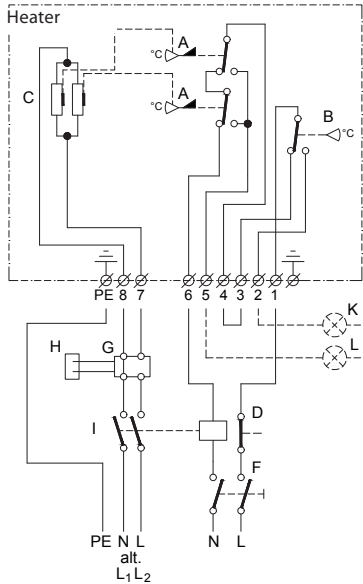 Heater
A
°C
C
A
°C
B
°C
PE 8 7 6 5 4 3 2 1
K
L
H G
I
D
F
PE N L N L
alt.
L1 L2